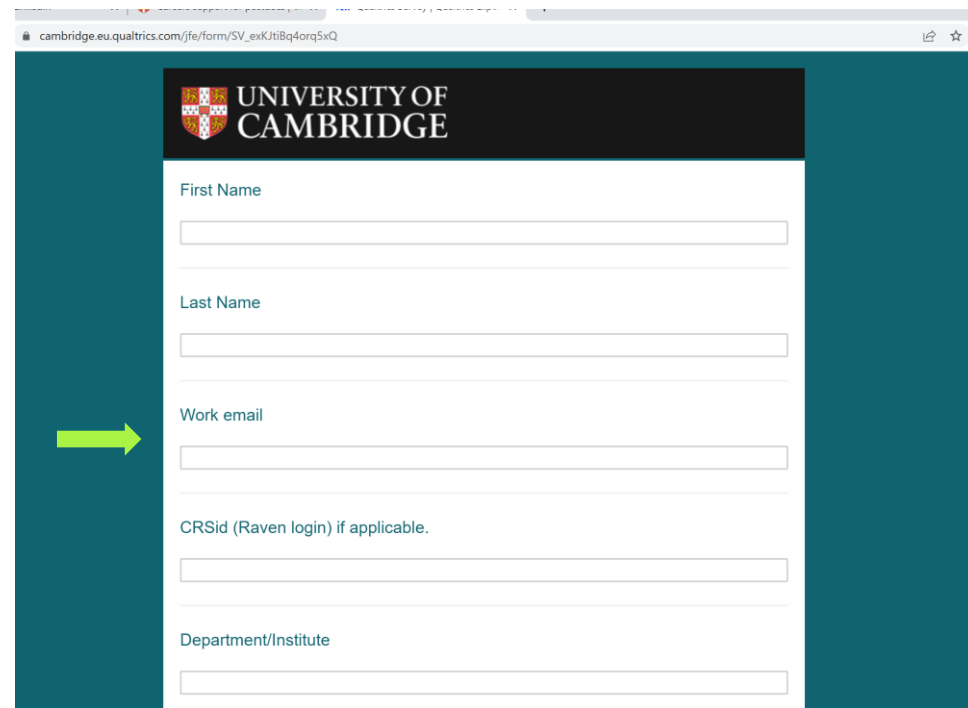 cambridge.eu.qualtrics.com/jfe/form/SV_exKJtiBq4orq5xQ
UNIVERSITY OF
CAMBRIDGE
First Name
Last Name
Work email
CRSid (Raven login) if applicable.
Department/Institute